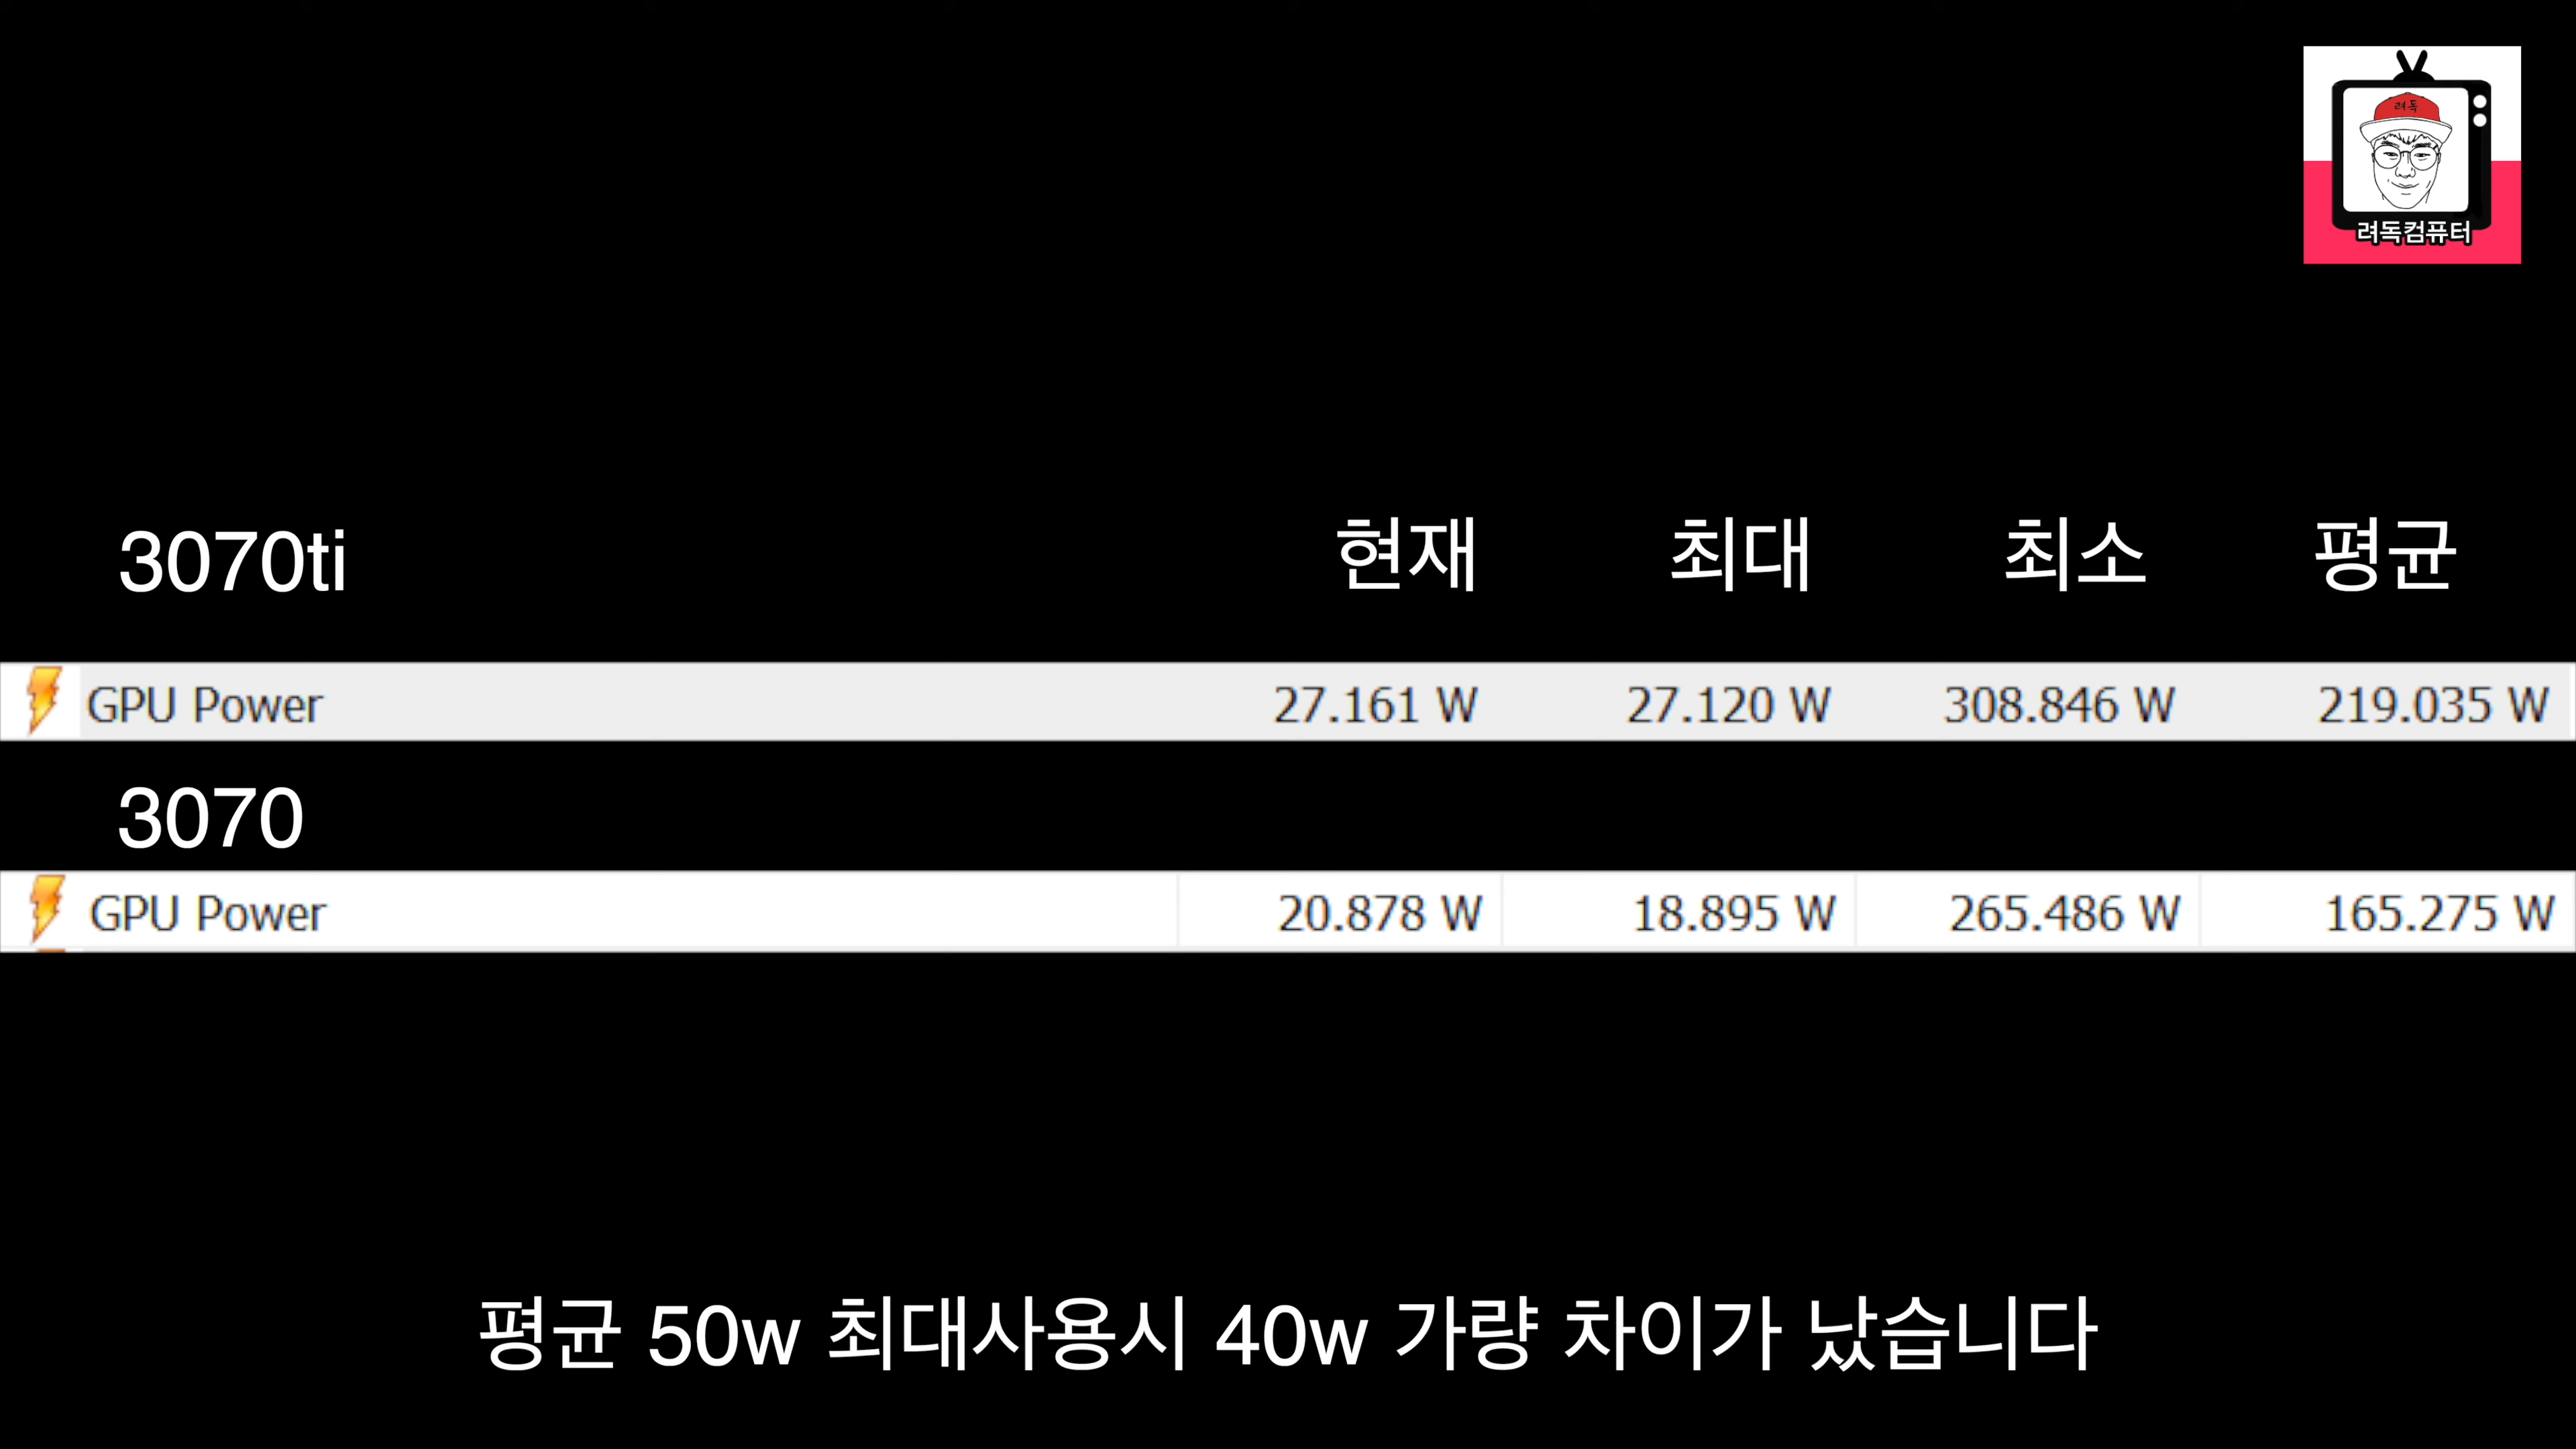 려독
려독컴퓨터
3070ti 현재 최대 최소 평균
GPU Power 27.161 W 27.120 W 308.846 W 219.035 W
3070
GPU Power 20.878 W 18.895 W 265.486 W 165.275 W
평균 50w 최대사용시 40w 가량 차이가 났습니다